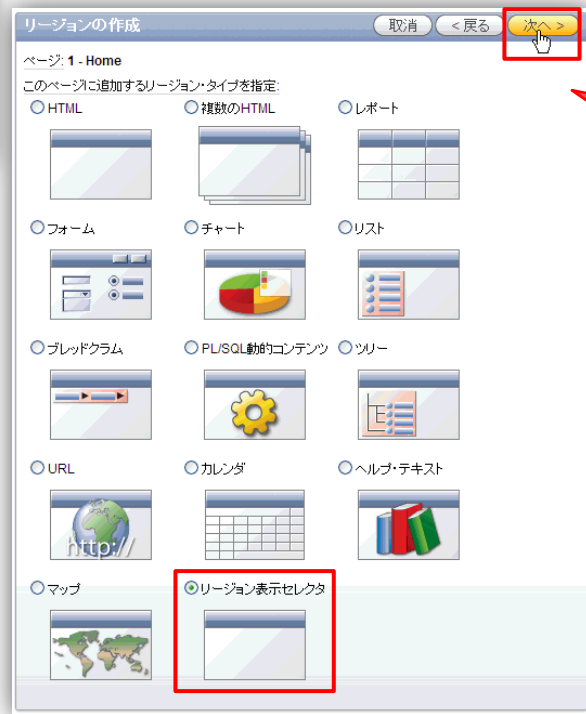 リージョンの作成
取消 <戻る 次へ>
ページ: 1 - Home
このページに追加するリージョン・タイプを指定:
HTML 複数のHTML レポート
フォーム チャート リスト
ブレッドクラム PL/SQL動的コンテンツ ツリー
URL カレンダ ヘルプ・テキスト
http://
マップ リージョン表示セレクタ